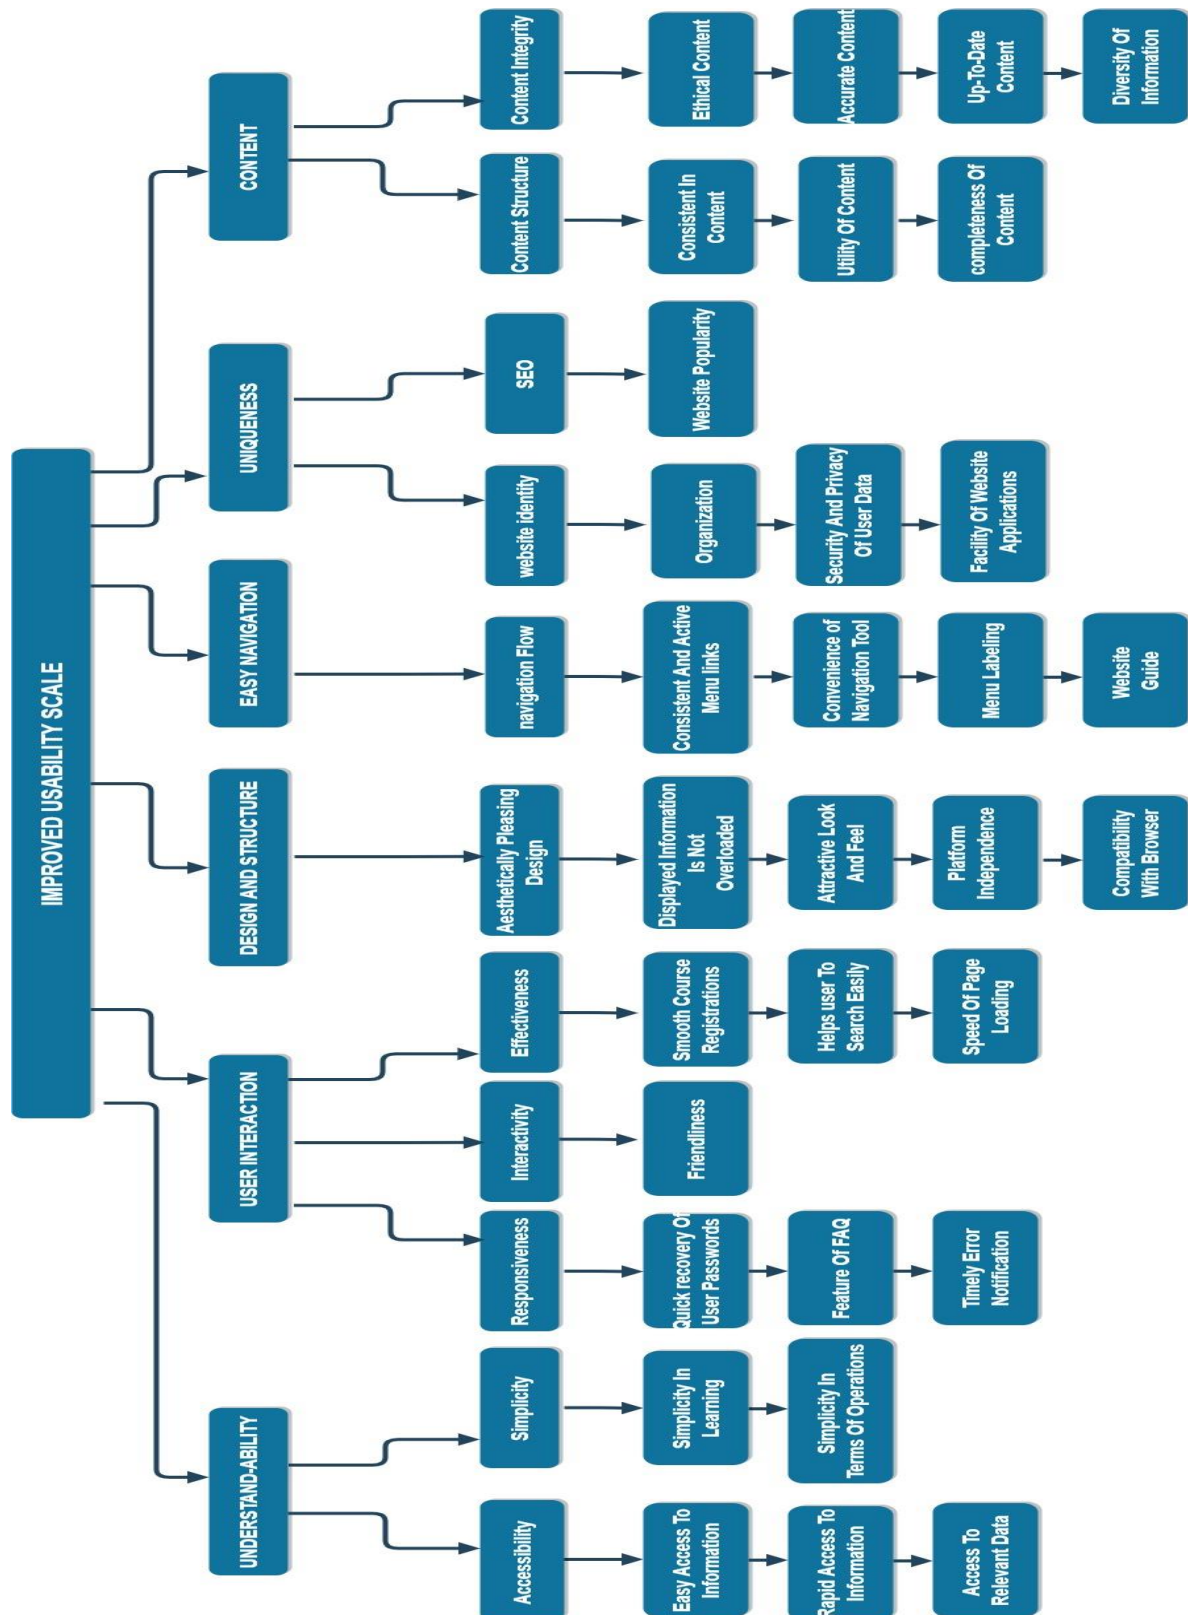 IMPROVED USABILITY SCALE
UNDERSTAND-ABILITY
USER INTERACTION
DESIGN AND STRUCTURE
EASY NAVIGATION
UNIQUENESS
CONTENT
Accessibility
Simplicity
Responsiveness
Interactivity
Effectiveness
Aesthetically Pleasing
Design
navigation Flow
website identity
SEO
Content Structure
Content Integrity
Easy Access To
Information
Simplicity In
Learning
Quick recovery Of
User Passwords
Friendliness
Smooth Course
Registrations
Displayed Information
Is Not
Overloaded
Consistent And Active
Menu links
Organization
Website Popularity
Consistent In
Content
Ethical Content
Rapid Access To
Information
Simplicity In
Terms Of Operations
Feature Of FAQ
Helps user To
Search Easily
Attractive Look
And Feel
Convenience of
Navigation Tool
Security And Privacy
Of User Data
Utility Of Content
Accurate Content
Access To
Relevant Data
Timely Error
Notification
Speed Of Page
Loading
Platform
Independence
Menu Labeling
Facility Of Website
Applications
completeness Of
Content
Up-To-Date
Content
Compatibility
With Browser
Website
Guide
Diversity Of
Information